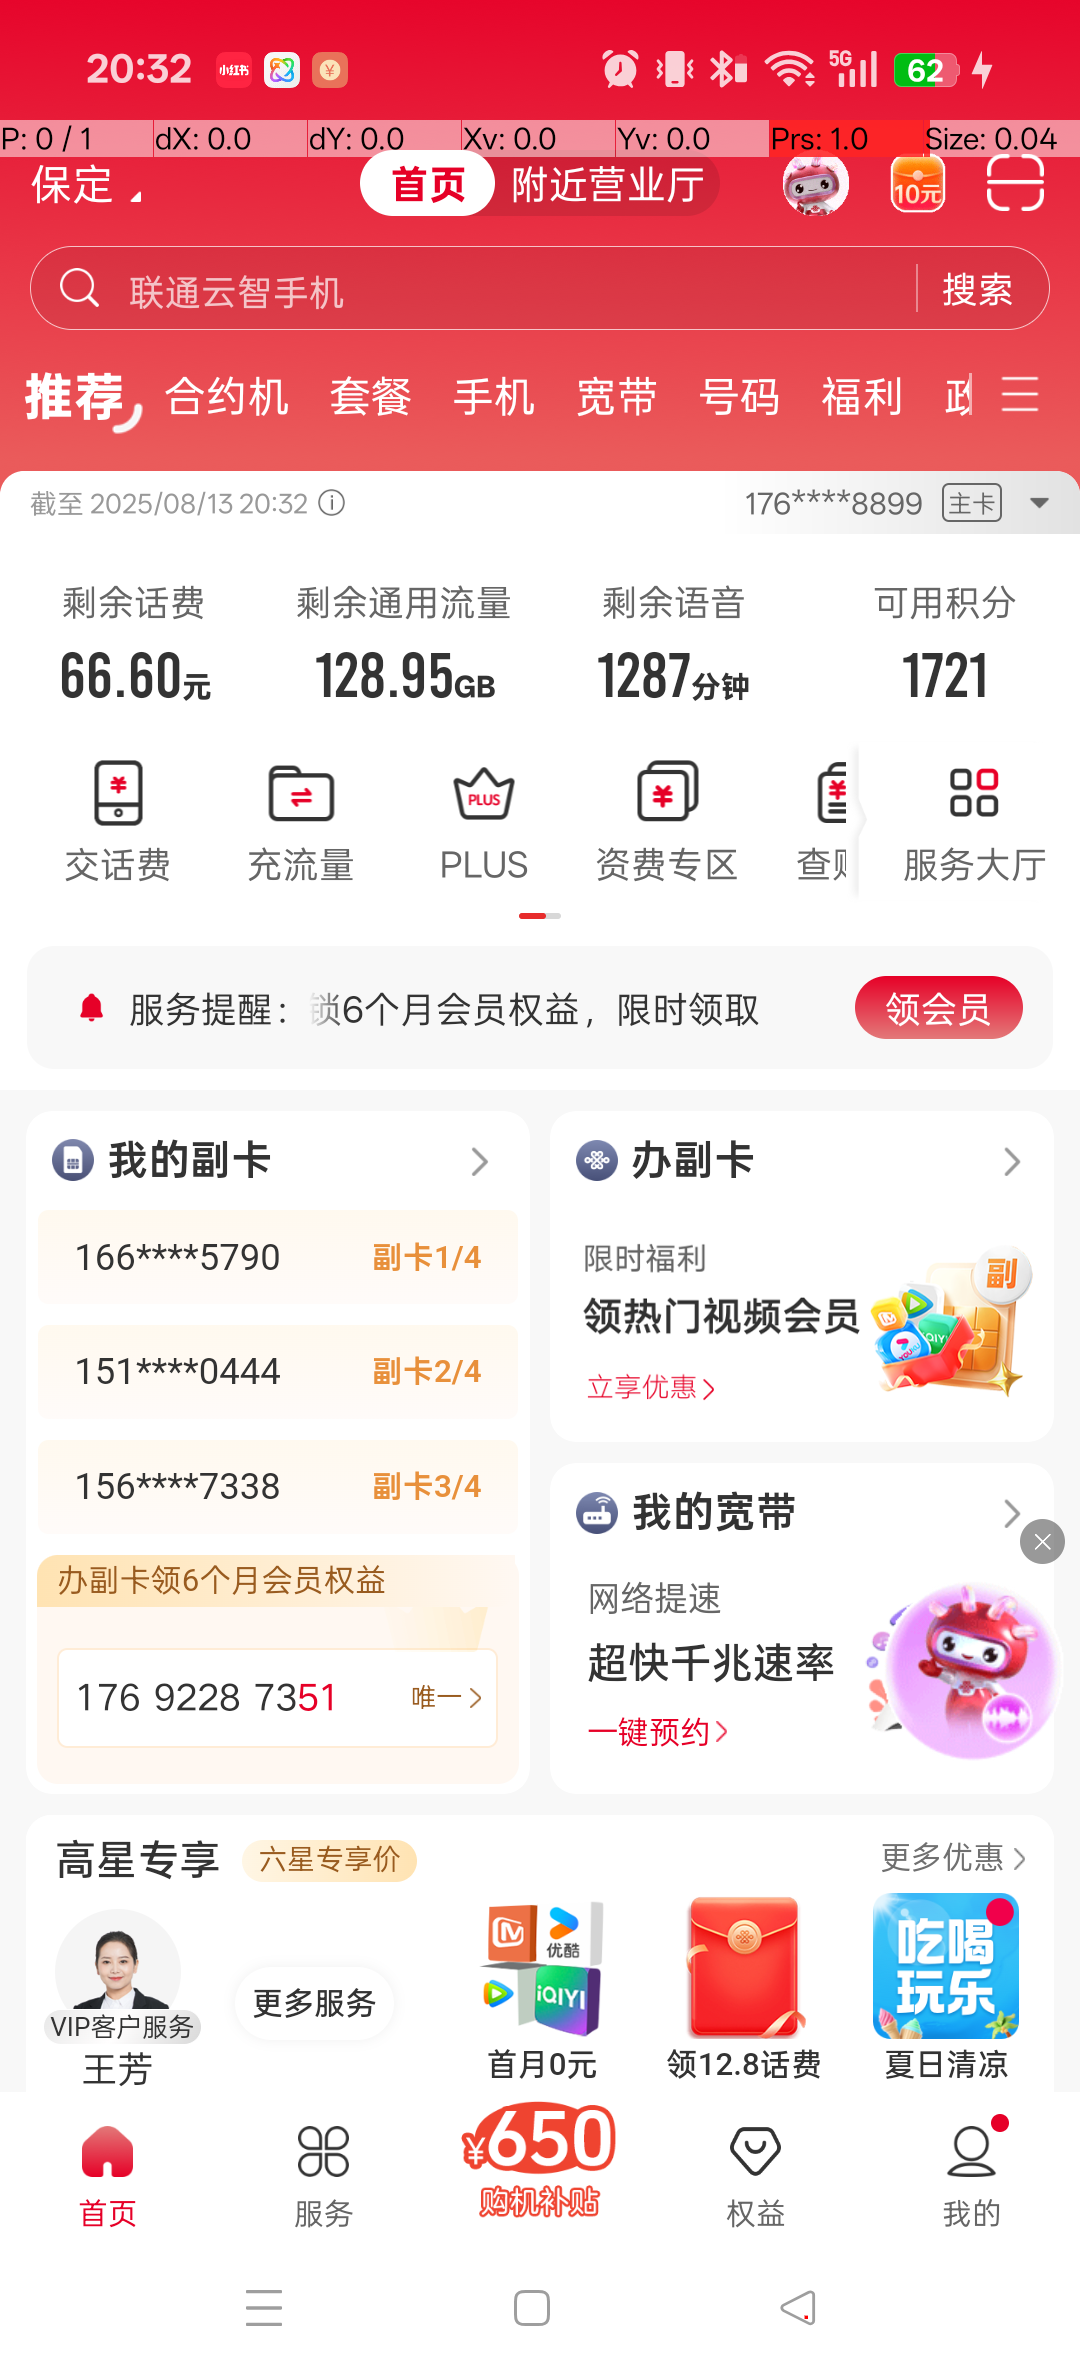 20:32
小红书
5G
62
P: 0 / 1
dX: 0.0
dY: 0.0
Xv: 0.0
Yv: 0.0
Prs: 1.0
Size: 0.04
保定
首页
附近营业厅
10元
联通云智手机
搜索
推荐
合约机
套餐
手机
宽带
号码
福利
截至 2025/08/13 20:32
176****8899
主卡
剩余话费
剩余通用流量
剩余语音
可用积分
66.60元
128.95GB
1287分钟
1721
PLUS
交话费
充流量
PLUS
资费专区
查
服务大厅
服务提醒：
锁6个月会员权益，限时领取
领会员
我的副卡
166****5790
副卡1/4
151****0444
副卡2/4
156****7338
副卡3/4
办副卡领6个月会员权益
176 9228 7351
唯一
办副卡
限时福利
领热门视频会员
立享优惠
副
我的宽带
网络提速
超快千兆速率
一键预约
高星专享
六星专享价
更多优惠
VIP客户服务
王芳
更多服务
优酷
iQIYI
首月0元
领12.8话费
吃喝
玩乐
夏日清凉
首页
服务
¥650
购机补贴
权益
我的